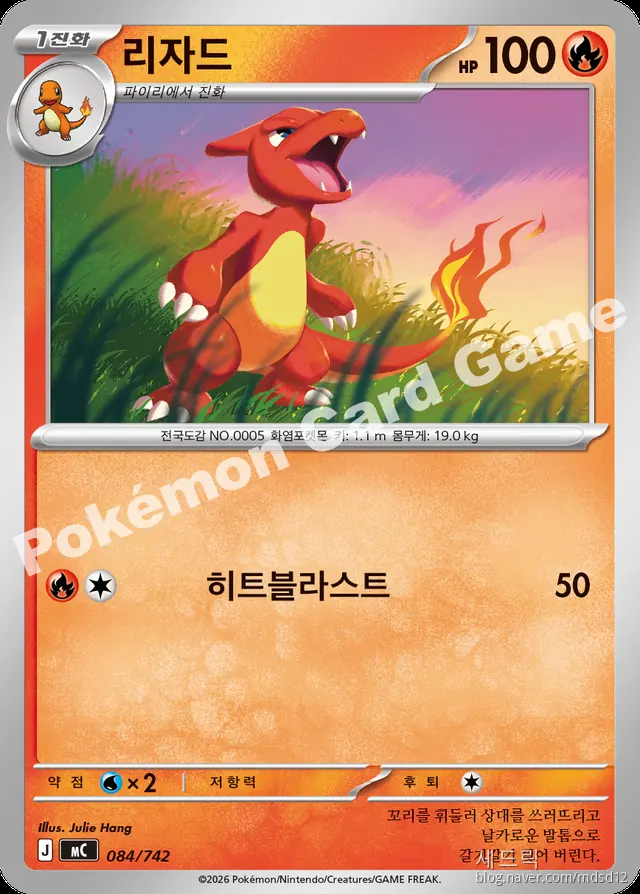 1진화
리자드
HP 100
파이리에서 진화
전국도감 NO.0005 화염포켓몬 키: 1.1 m 몸무게: 19.0 kg
Pokémon Card Game
히트블라스트 50
약점 ×2 저항력 후퇴
Illus. Julie Hang
꼬리를 휘둘러 상대를 쓰러뜨리고
날카로운 발톱으로
갈기갈기 찢어 버린다.
J mC 084/742
세드릭
blog.naver.com/mdsd12
©2026 Pokémon/Nintendo/Creatures/GAME FREAK.